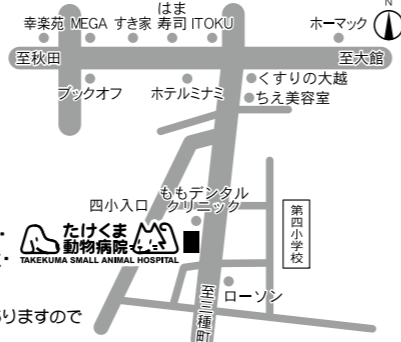 N
はま
幸楽苑 MEGA すき家 寿司 ITOKU ホーマック
至秋田 至大館
ブックオフ ホテルミナミ くすりの大越
ちえ美容室
四小入口 ももデンタル
クリニック
第四小学校
たけくま
動物病院
TAKEKUMA SMALL ANIMAL HOSPITAL
ローソン
至三種町
りますので